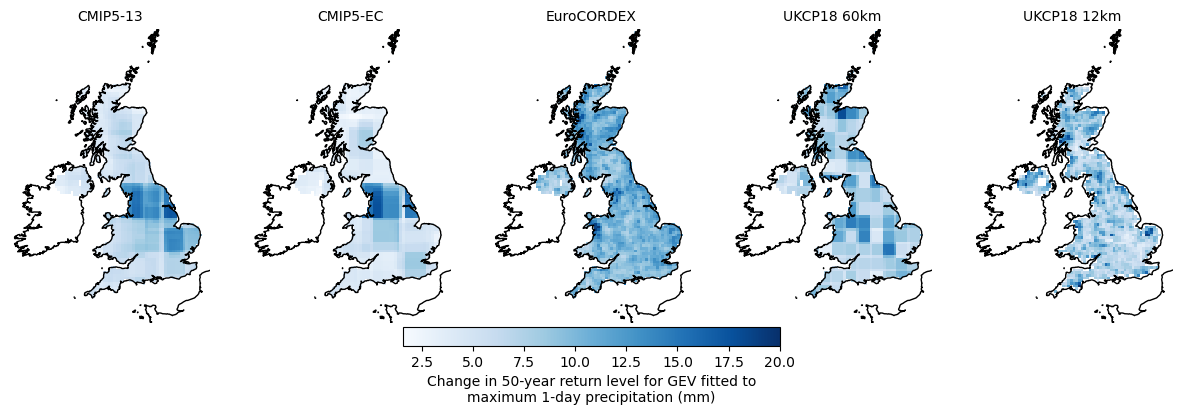 CMIP5-13
CMIP5-EC
EuroCORDEX
UKCP18 60km
UKCP18 12km
2.5 5.0 7.5 10.0 12.5 15.0 17.5 20.0
Change in 50-year return level for GEV fitted to
maximum 1-day precipitation (mm)